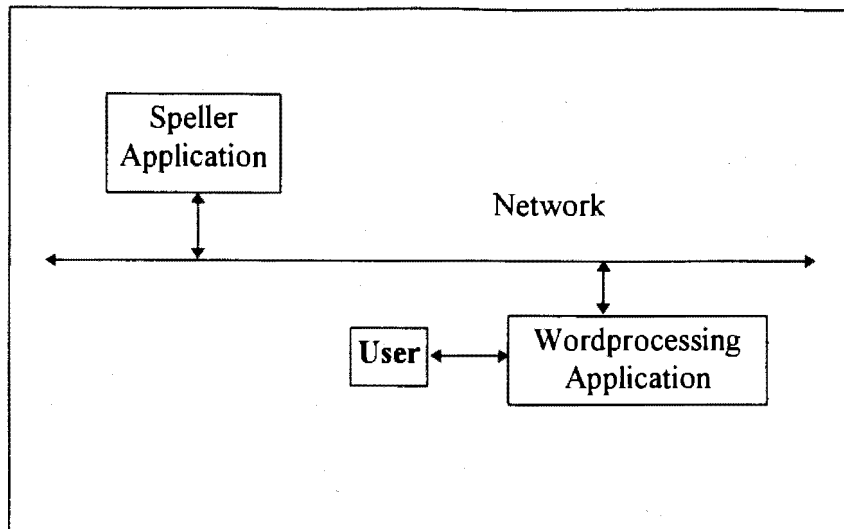 Speller
Application
Network
User
Wordprocessing
Application